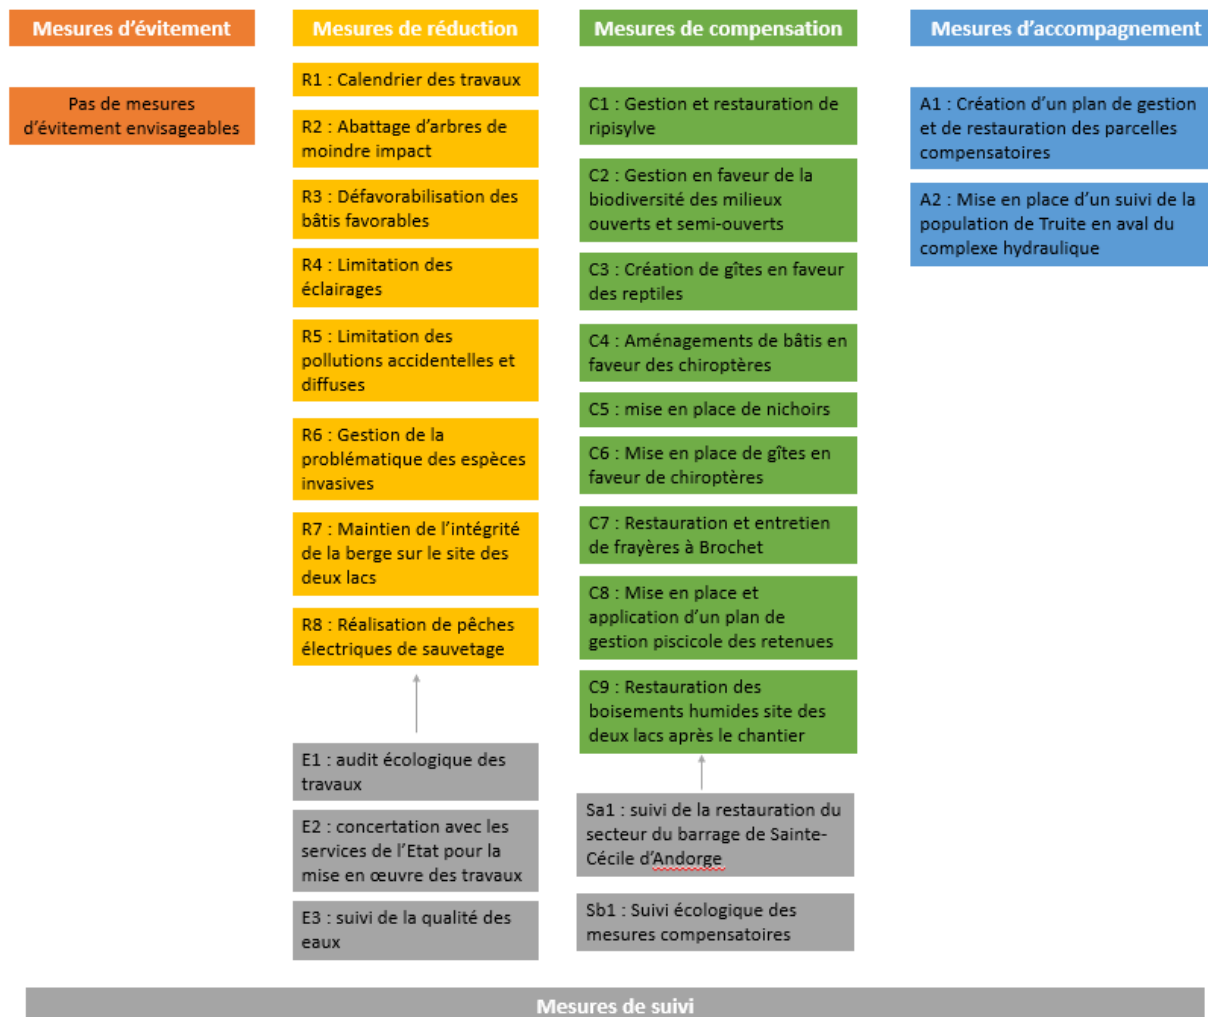 Mesures d’évitement
Pas de mesures
d’évitement envisageables
Mesures de réduction
R1 : Calendrier des travaux
R2 : Abattage d’arbres de
moindre impact
R3 : Défavorabilisation des
bâtis favorables
R4 : Limitation des
éclairages
R5 : Limitation des
pollutions accidentelles et
diffuses
R6 : Gestion de la
problématique des espèces
invasives
R7 : Maintien de l’intégrité
de la berge sur le site des
deux lacs
R8 : Réalisation de pêches
électriques de sauvetage
E1 : audit écologique des
travaux
E2 : concertation avec les
services de l’Etat pour la
mise en œuvre des travaux
E3 : suivi de la qualité des
eaux
Mesures de compensation
C1 : Gestion et restauration de
ripisylve
C2 : Gestion en faveur de la
biodiversité des milieux
ouverts et semi-ouverts
C3 : Création de gîtes en faveur
des reptiles
C4 : Aménagements de bâtis en
faveur des chiroptères
C5 : mise en place de nichoirs
C6 : Mise en place de gîtes en
faveur de chiroptères
C7 : Restauration et entretien
de frayères à Brochet
C8 : Mise en place et
application d’un plan de
gestion piscicole des retenues
C9 : Restauration des
boisements humides site des
deux lacs après le chantier
Sa1 : suivi de la restauration du
secteur du barrage de Sainte-
Cécile d’Andorge
Sb1 : Suivi écologique des
mesures compensatoires
Mesures d’accompagnement
A1 : Création d’un plan de gestion
et de restauration des parcelles
compensatoires
A2 : Mise en place d’un suivi de la
population de Truite en aval du
complexe hydraulique
Mesures de suivi